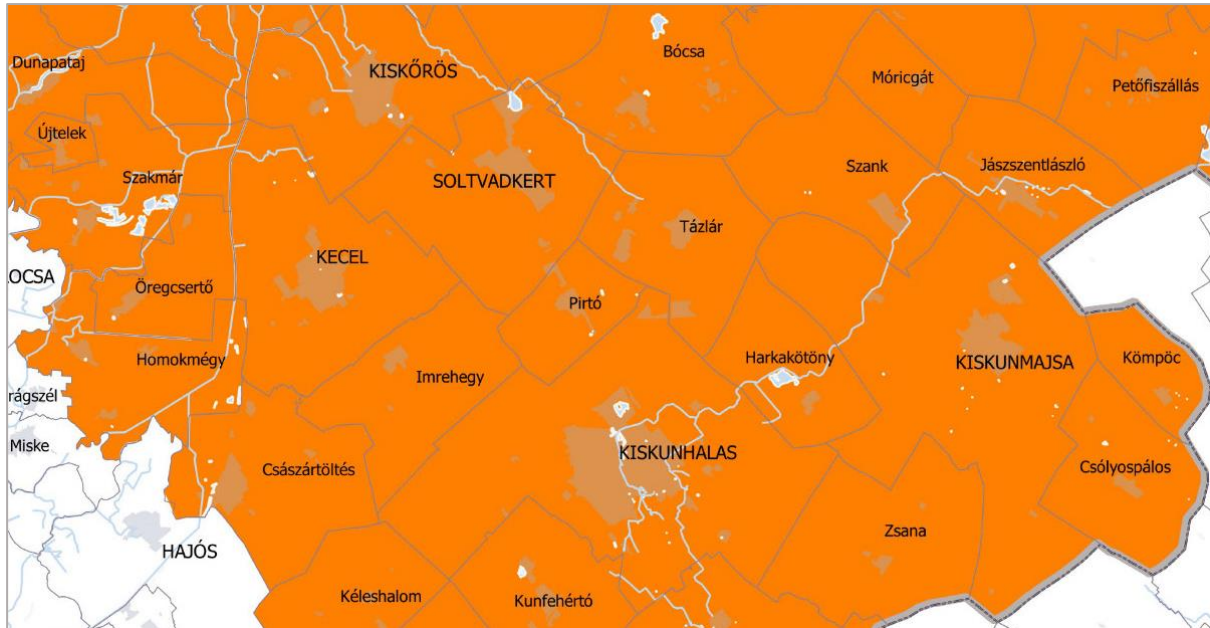 Bócsa
Dunapataj
KISKŐRÖS
Móricgát
Petőfiszállás
Újtelek
Szakmár
SOLTVADKERT
Szank
Jászszentlászló
Tázlár
KECEL
OCSA
Öregcsertő
Pirtó
Homokmégy
Imrehegy
Harkakötöny
KISKUNMAJSA
Kömpöc
rágszél
Miske
Császártöltés
KISKUNHALAS
Csólyospálos
Zsana
HAJÓS
Kéleshalom
Kunfehértó